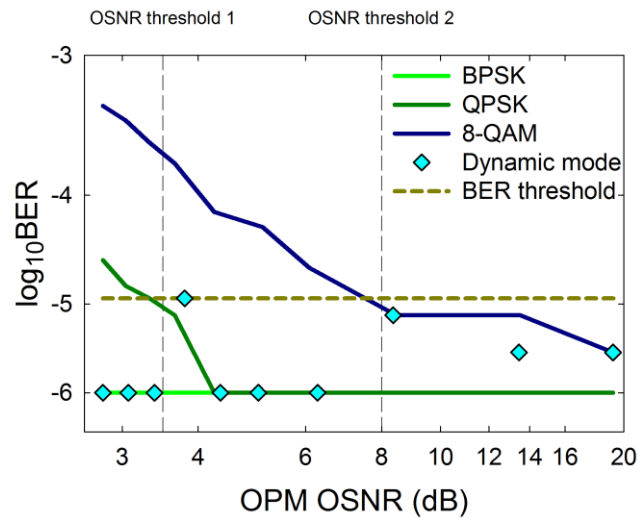 OSNR threshold 1 OSNR threshold 2
-3
BPSK
QPSK
8-QAM
Dynamic mode
BER threshold
-4
-5
-6
log₁₀BER
3 4 6 8 10 12 14 16 20
OPM OSNR (dB)